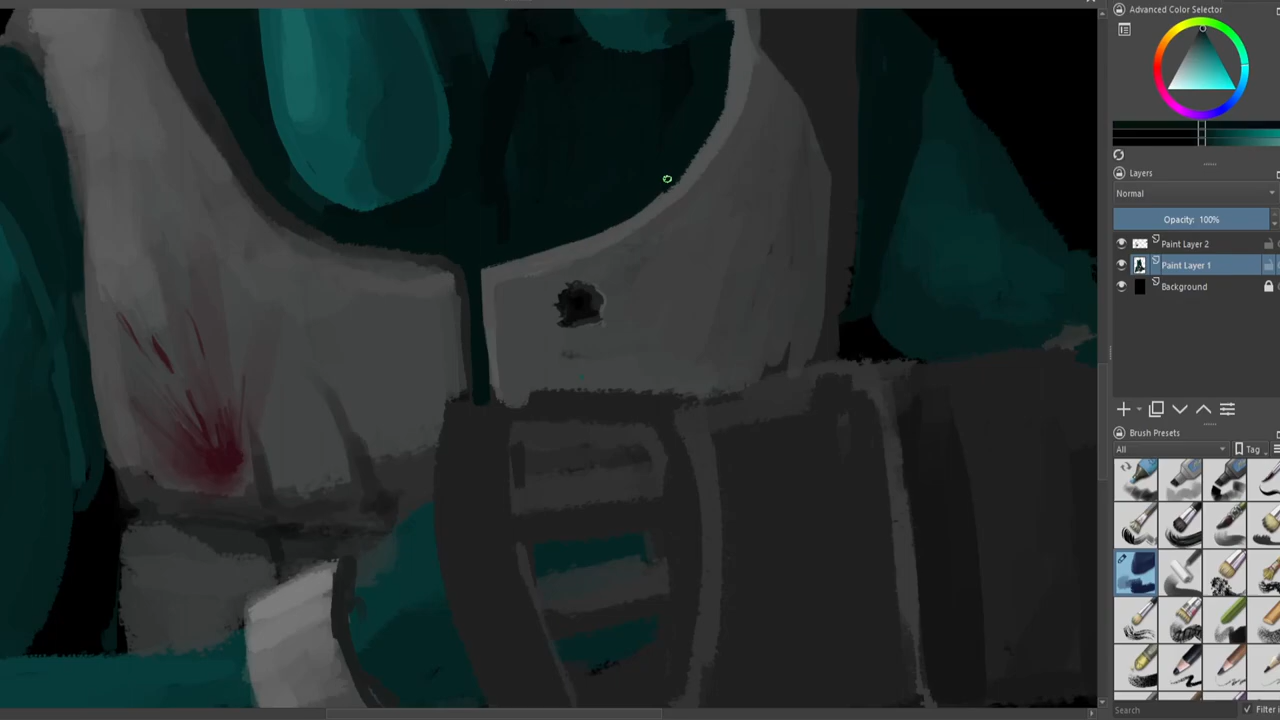 Advanced Color Selector
Layers
Normal
Opacity: 100%
Paint Layer 2
Paint Layer 1
Background
Brush Presets
All
Tag
Search
Filter i